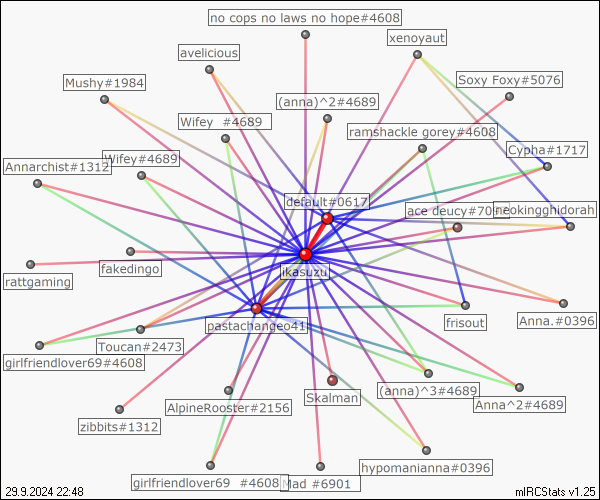 no cops no laws no hope#4608
xenoyaut
avelicious
Mushy#1984
Soxy Foxy#5076
(anna)^2#4689
Wifey #4689
ramshackle gorey#4608
Cypha#1717
Annarchist#1312
Wifey#4689
default#0617
ace deucy#70
neokingghidorah
fakedingo
ikasuzu
rattgaming
pastachangeo41
frisout
Anna.#0396
Toucan#2473
girlfriendlover69#4608
(anna)^3#4689
Skalman
Anna^2#4689
AlpineRooster#2156
zibbits#1312
hypomanianna#0396
girlfriendlover69 #4608
Mad #6901
29.9.2024 22:48
mIRCStats v1.25